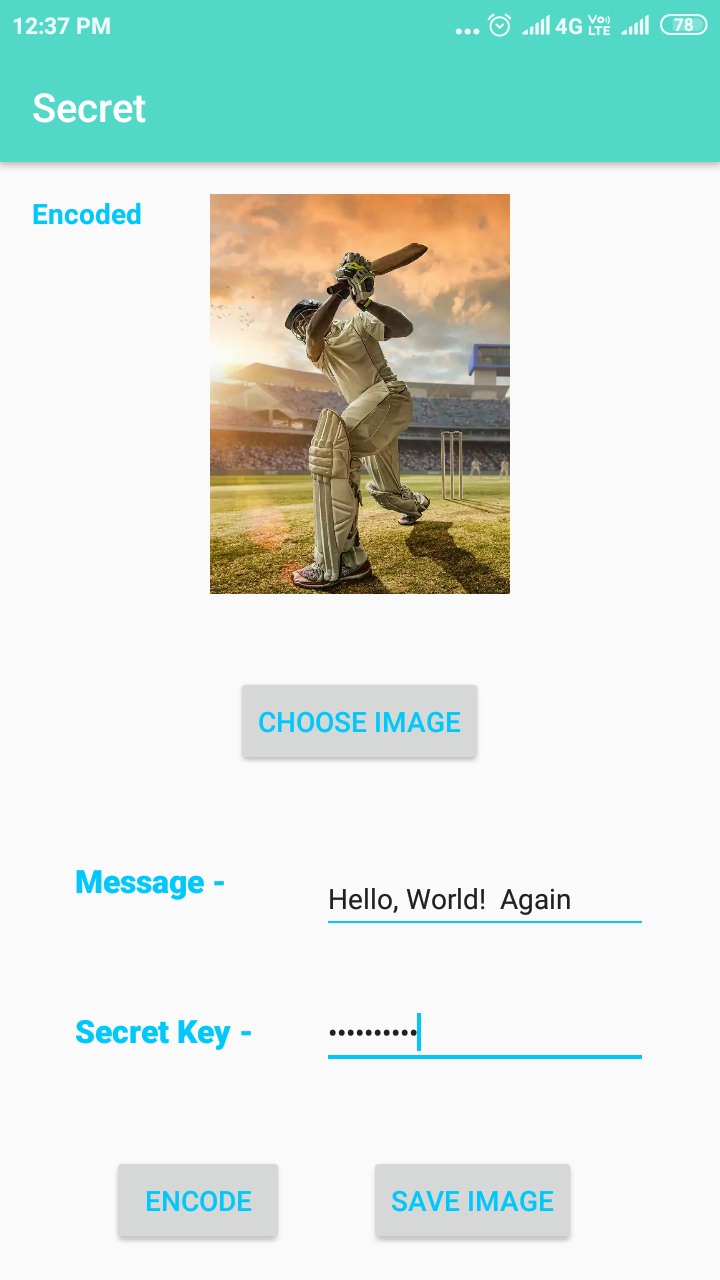 12:37 PM ... 4G Vo)) LTE 78
Secret
Encoded
CHOOSE IMAGE
Message -
Hello, World!  Again
Secret Key -
••••••••••
ENCODE
SAVE IMAGE